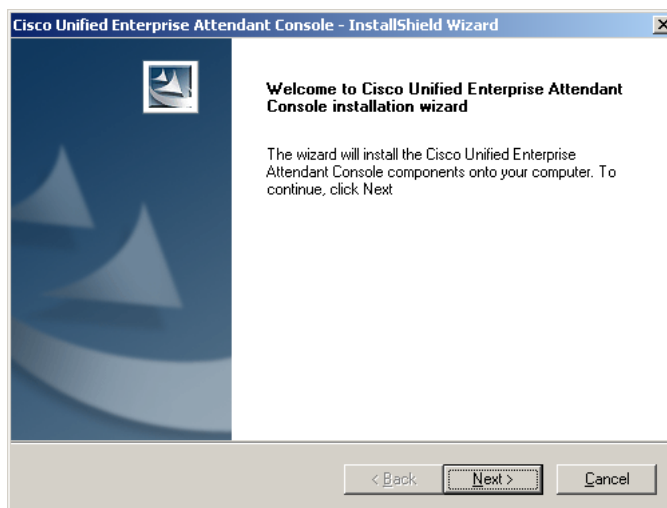 Cisco Unified Enterprise Attendant Console - InstallShield Wizard
Welcome to Cisco Unified Enterprise Attendant
Console installation wizard
The wizard will install the Cisco Unified Enterprise
Attendant Console components onto your computer. To
continue, click Next
< Back
Next >
Cancel